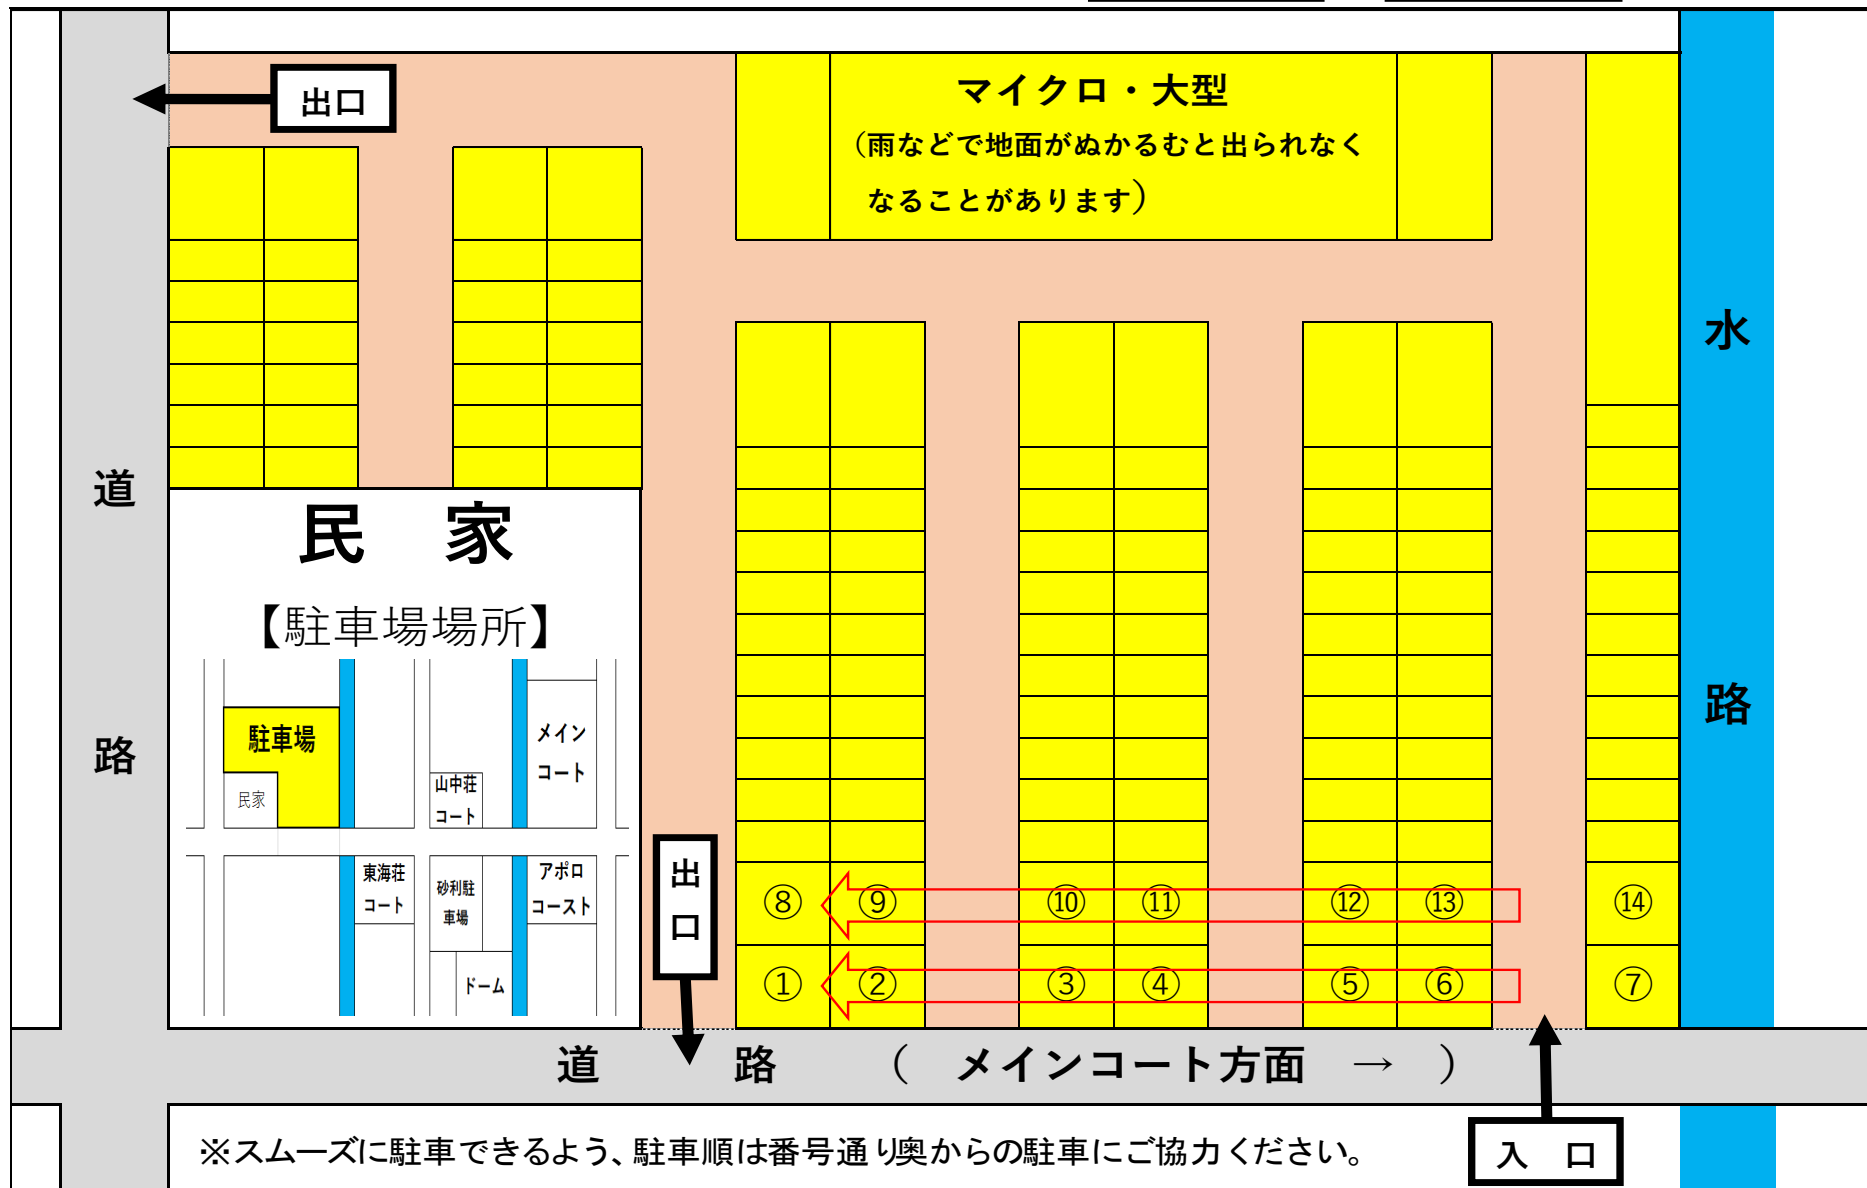 出口
マイクロ・大型
（雨などで地面がぬかるむと出られなく
なることがあります）
水
路
道
路
民　家
【駐車場場所】
駐車場
民家
メイン
コート
山中荘
コート
東海荘
コート
砂利駐
車場
アポロ
コースト
ドーム
出
口
⑧ ⑨ ⑩ ⑪ ⑫ ⑬ ⑭
① ② ③ ④ ⑤ ⑥ ⑦
道　路　（　メインコート方面　→　）
※スムーズに駐車できるよう、駐車順は番号通り奥からの駐車にご協力ください。
入　口